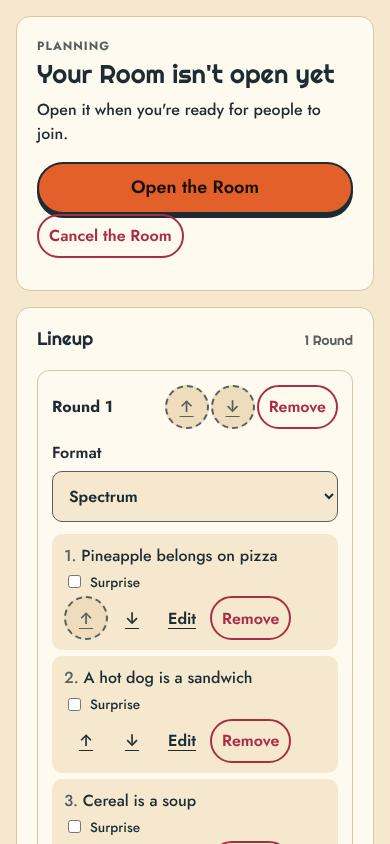 PLANNING
Your Room isn't open yet
Open it when you're ready for people to
join.
Open the Room
Cancel the Room
Lineup
1 Round
Round 1
↑
↓
Remove
Format
Spectrum
1. Pineapple belongs on pizza
Surprise
↑
↓
Edit
Remove
2. A hot dog is a sandwich
Surprise
↑
↓
Edit
Remove
3. Cereal is a soup
Surprise